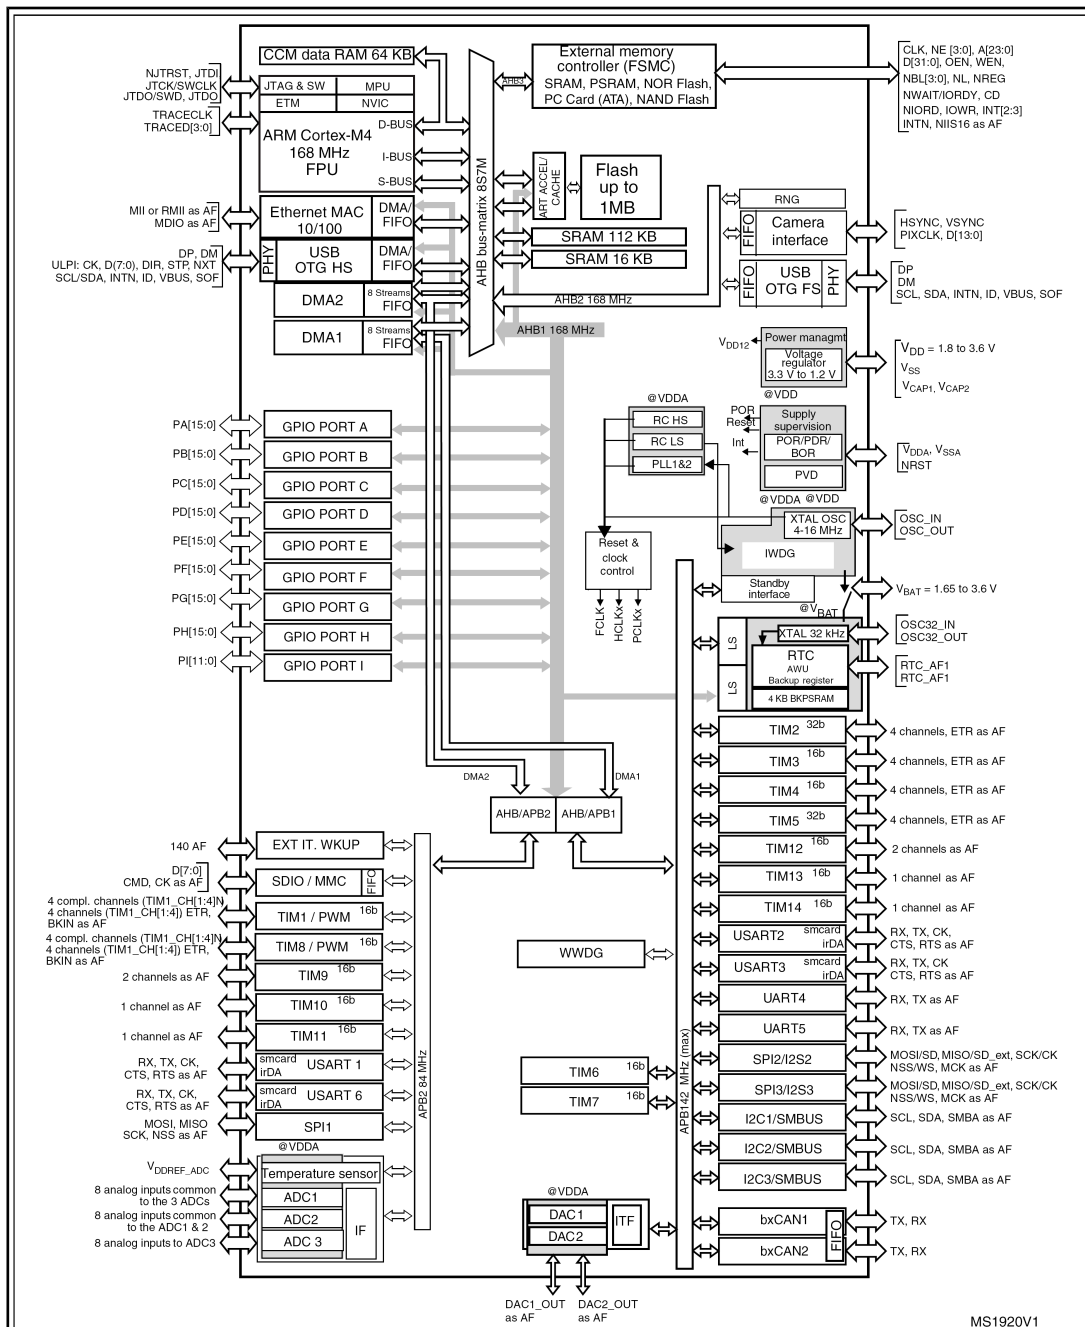 CCM data RAM 64 KB
NJTRST, JTDI,
JTCK/SWCLK
JTDO/SWD, JTDO
TRACECLK
TRACED[3:0]
JTAG & SW
MPU
ETM
NVIC
ARM Cortex-M4
168 MHz
FPU
D-BUS
I-BUS
S-BUS
MII or RMII as AF
MDIO as AF
Ethernet MAC
10/100
DMA/
FIFO
DP, DM
ULPI: CK, D(7:0), DIR, STP, NXT
SCL/SDA, INTN, ID, VBUS, SOF
PHY
USB
OTG HS
DMA/
FIFO
DMA2
8 Streams
FIFO
DMA1
8 Streams
FIFO
AHB bus-matrix 8S7M
AHB3
External memory
controller (FSMC)
SRAM, PSRAM, NOR Flash,
PC Card (ATA), NAND Flash
CLK, NE [3:0], A[23:0]
D[31:0], OEN, WEN,
NBL[3:0], NL, NREG
NWAIT/IORDY, CD
NIORD, IOWR, INT[2:3]
INTN, NIIS16 as AF
ART ACCEL/
CACHE
Flash
up to
1MB
SRAM 112 KB
SRAM 16 KB
AHB2 168 MHz
AHB1 168 MHz
RNG
FIFO
Camera
interface
HSYNC, VSYNC
PIXCLK, D[13:0]
FIFO
USB
OTG FS
PHY
DP
DM
SCL, SDA, INTN, ID, VBUS, SOF
VDD12
Power managmt
Voltage
regulator
3.3 V to 1.2 V
@VDD
VDD = 1.8 to 3.6 V
VSS
VCAP1, VCAP2
@VDDA
RC HS
RC LS
PLL1&2
POR
Reset
Int
Supply
supervision
POR/PDR/
BOR
PVD
VDDA, VSSA
NRST
@VDDA @VDD
XTAL OSC
4-16 MHz
OSC_IN
OSC_OUT
IWDG
Standby
interface
VBAT = 1.65 to 3.6 V
@VBAT
Reset &
clock
control
FCLK
HCLKx
PCLKx
LS
LS
XTAL 32 kHz
OSC32_IN
OSC32_OUT
RTC
AWU
Backup register
4 KB BKPSRAM
RTC_AF1
RTC_AF1
PA[15:0]
GPIO PORT A
PB[15:0]
GPIO PORT B
PC[15:0]
GPIO PORT C
PD[15:0]
GPIO PORT D
PE[15:0]
GPIO PORT E
PF[15:0]
GPIO PORT F
PG[15:0]
GPIO PORT G
PH[15:0]
GPIO PORT H
PI[11:0]
GPIO PORT I
DMA2
DMA1
AHB/APB2
AHB/APB1
TIM2 32b
4 channels, ETR as AF
TIM3 16b
4 channels, ETR as AF
TIM4 16b
4 channels, ETR as AF
TIM5 32b
4 channels, ETR as AF
TIM12 16b
2 channels as AF
TIM13 16b
1 channel as AF
TIM14 16b
1 channel as AF
USART2
smcard
irDA
RX, TX, CK,
CTS, RTS as AF
USART3
smcard
irDA
RX, TX, CK
CTS, RTS as AF
UART4
RX, TX as AF
UART5
RX, TX as AF
SPI2/I2S2
MOSI/SD, MISO/SD_ext, SCK/CK
NSS/WS, MCK as AF
SPI3/I2S3
MOSI/SD, MISO/SD_ext, SCK/CK
NSS/WS, MCK as AF
I2C1/SMBUS
SCL, SDA, SMBA as AF
I2C2/SMBUS
SCL, SDA, SMBA as AF
I2C3/SMBUS
SCL, SDA, SMBA as AF
bxCAN1
TX, RX
FIFO
bxCAN2
TX, RX
APB142 MHz (max)
140 AF
EXT IT. WKUP
D[7:0]
CMD, CK as AF
SDIO / MMC
FIFO
4 compl. channels (TIM1_CH[1:4]N
4 channels (TIM1_CH[1:4]) ETR,
BKIN as AF
TIM1 / PWM 16b
4 compl. channels (TIM1_CH[1:4]N
4 channels (TIM1_CH[1:4]) ETR,
BKIN as AF
TIM8 / PWM 16b
2 channels as AF
TIM9 16b
1 channel as AF
TIM10 16b
1 channel as AF
TIM11 16b
RX, TX, CK,
CTS, RTS as AF
smcard
irDA
USART 1
RX, TX, CK,
CTS, RTS as AF
smcard
irDA
USART 6
MOSI, MISO
SCK, NSS as AF
SPI1
APB2 84 MHz
@VDDA
VDDREF_ADC
Temperature sensor
8 analog inputs common
to the 3 ADCs
ADC1
8 analog inputs common
to the ADC1 & 2
ADC2
8 analog inputs to ADC3
ADC 3
IF
WWDG
TIM6 16b
TIM7 16b
@VDDA
DAC1
DAC2
ITF
DAC1_OUT
as AF
DAC2_OUT
as AF
MS1920V1